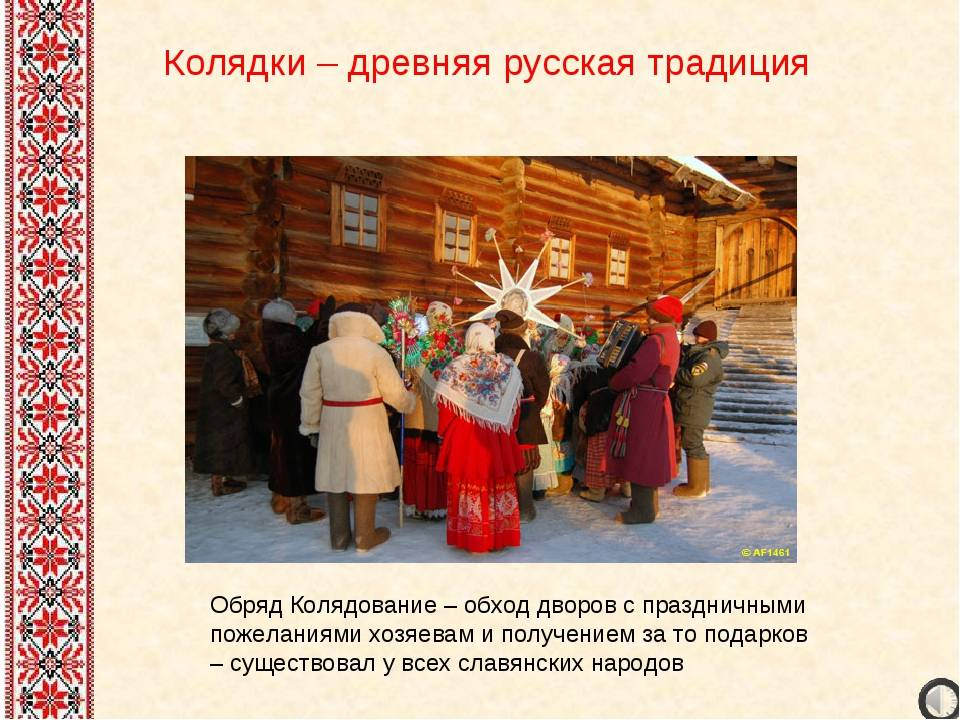 Колядки – древняя русская традиция
© AF1461
Обряд Колядование – обход дворов с праздничными
пожеланиями хозяевам и получением за то подарков
– существовал у всех славянских народов